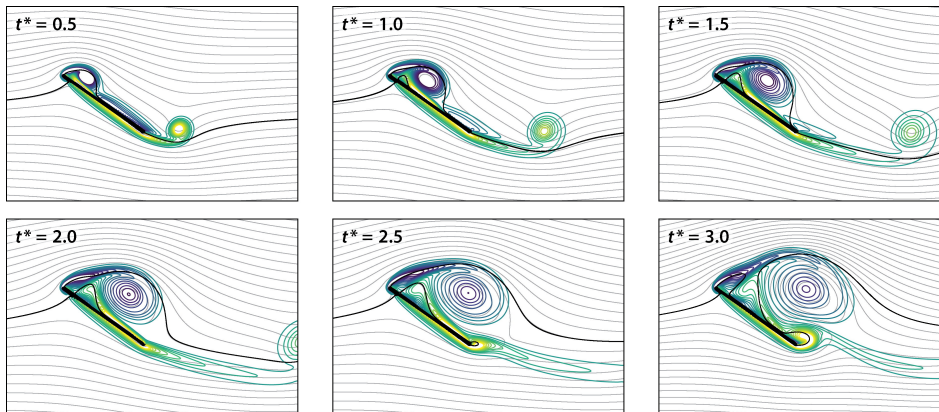 t* = 0.5
t* = 1.0
t* = 1.5
t* = 2.0
t* = 2.5
t* = 3.0